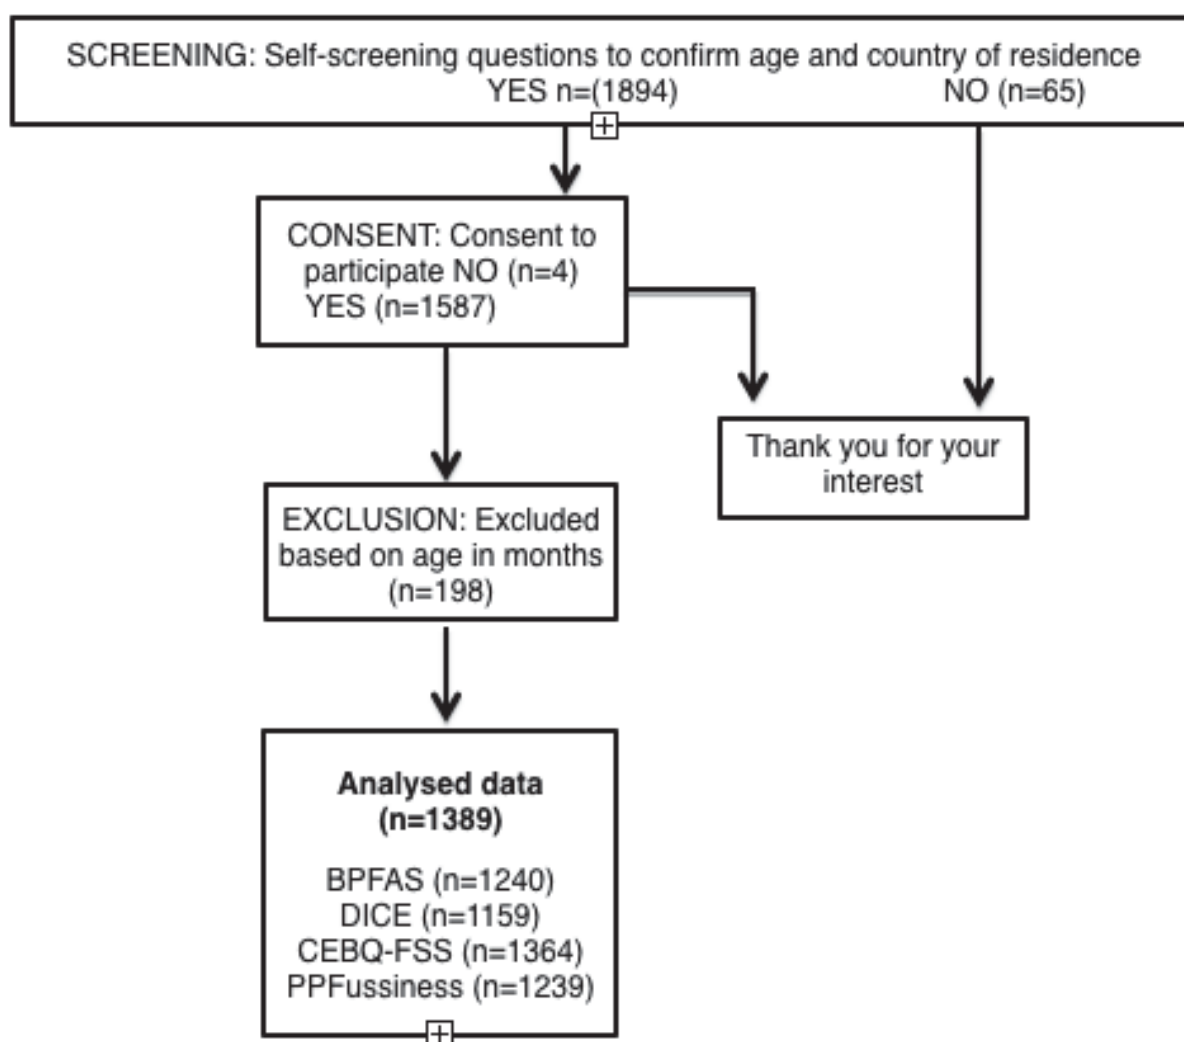 SCREENING: Self-screening questions to confirm age and country of residence
YES n=(1894) NO (n=65)
CONSENT: Consent to
participate NO (n=4)
YES (n=1587)
Thank you for your
interest
EXCLUSION: Excluded
based on age in months
(n=198)
Analysed data
(n=1389)
BPFAS (n=1240)
DICE (n=1159)
CEBQ-FSS (n=1364)
PPFussiness (n=1239)